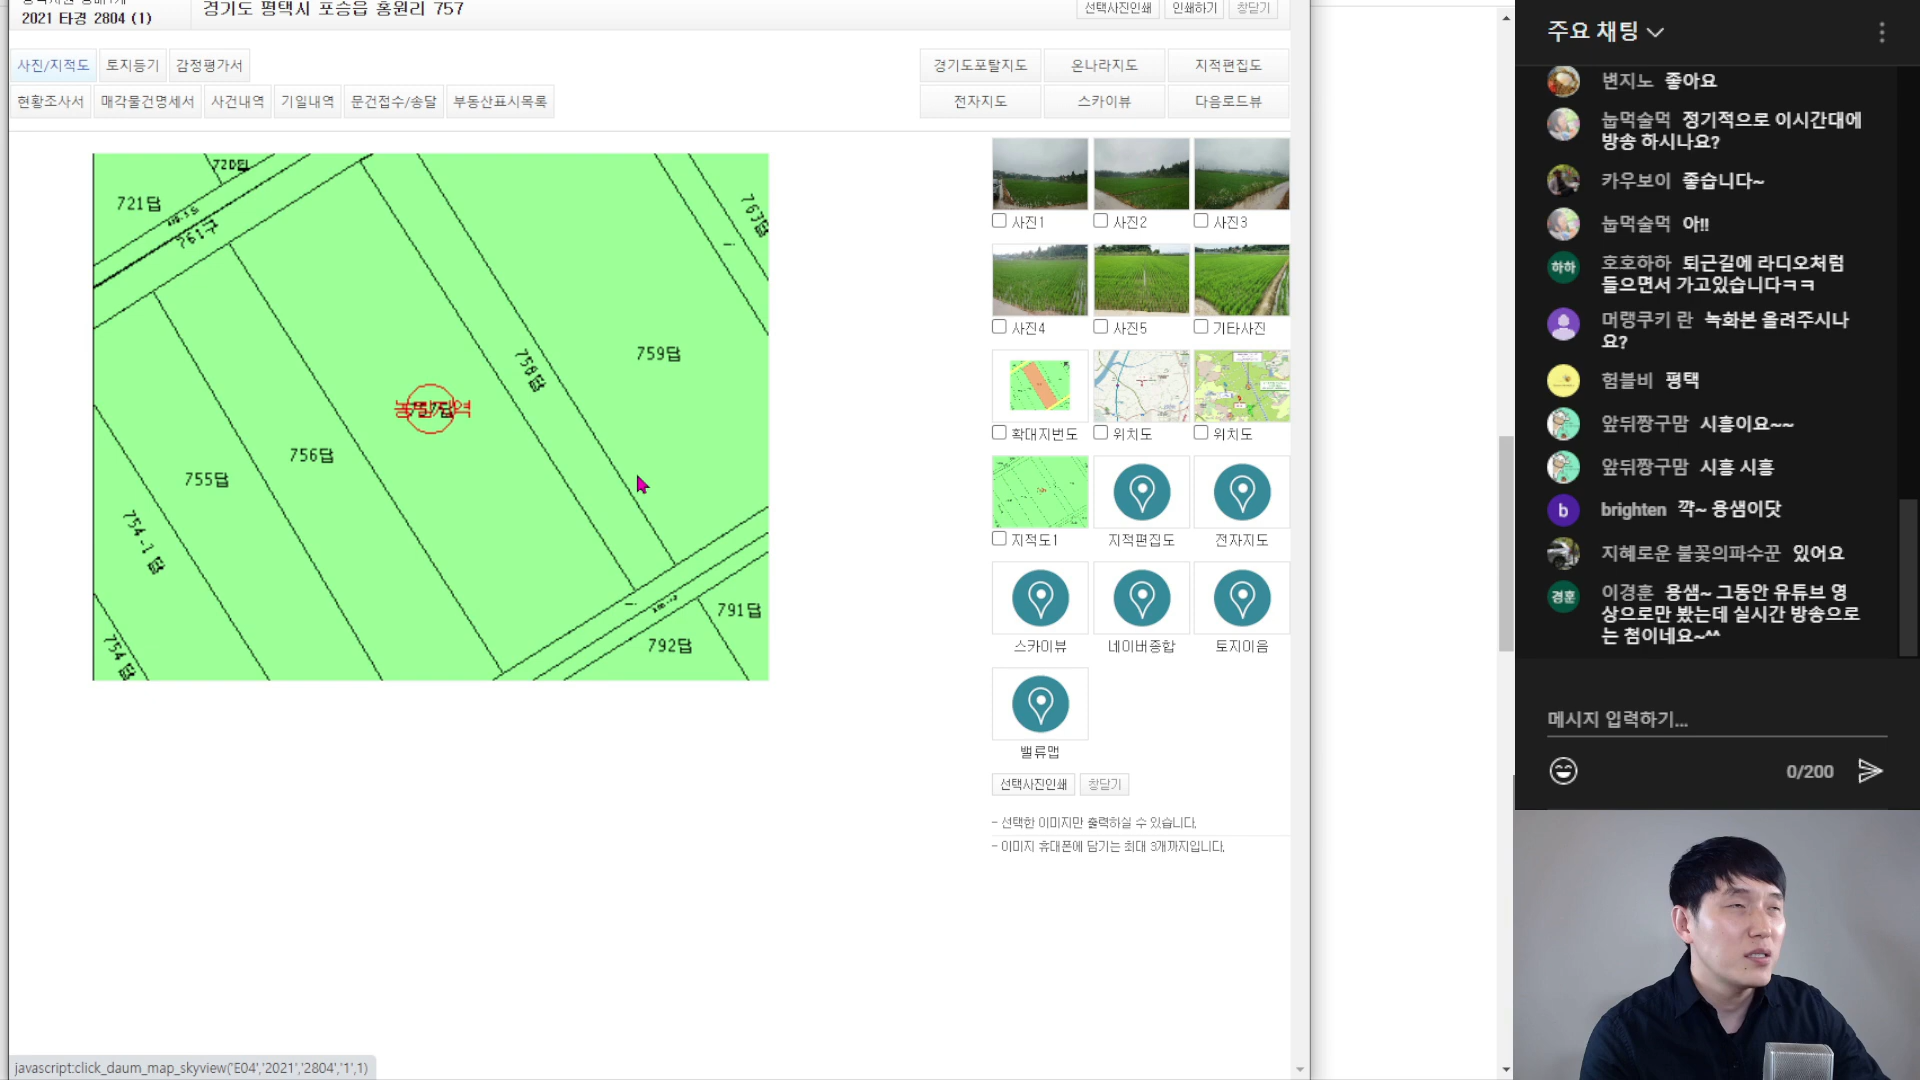 2021 타경 2804 (1)
경기도 평택시 포승읍 홍원리 757
선택사진인쇄
인쇄하기
창닫기
사진/지적도
토지등기
감정평가서
경기도포탈지도
온나라지도
지적편집도
현황조사서
매각물건명세서
사건내역
기일내역
문건접수/송달
부동산표시목록
전자지도
스카이뷰
다음로드뷰
720답
721답
761구
763답
759답
758답
756답
755답
754-1 답
754 답
791답
792답
사진1
사진2
사진3
사진4
사진5
기타사진
확대지번도
위치도
위치도
지적도1
지적편집도
전자지도
스카이뷰
네이버종합
토지이음
밸류맵
선택사진인쇄
창닫기
- 선택한 이미지만 출력하실 수 있습니다.
- 이미지 휴대폰에 담기는 최대 3개까지입니다.
javascript:click_daum_map_skyview('E04','2021','2804','1',1)
주요 채팅
변지노 좋아요
눕먹술먹 정기적으로 이시간대에
방송 하시나요?
카우보이 좋습니다~
눕먹술먹 아!!
하하
호호하하 퇴근길에 라디오처럼
들으면서 가고있습니다ㅋㅋ
머랭쿠키 란 녹화본 올려주시나
요?
험블비 평택
앞뒤짱구맘 시흥이요~~
앞뒤짱구맘 시흥 시흥
b
brighten 꺅~ 용샘이닷
지혜로운 불꽃의파수꾼 있어요
경훈
이경훈 용샘~ 그동안 유튜브 영
상으로만 봤는데 실시간 방송으로
는 첨이네요~^^
메시지 입력하기...
0/200